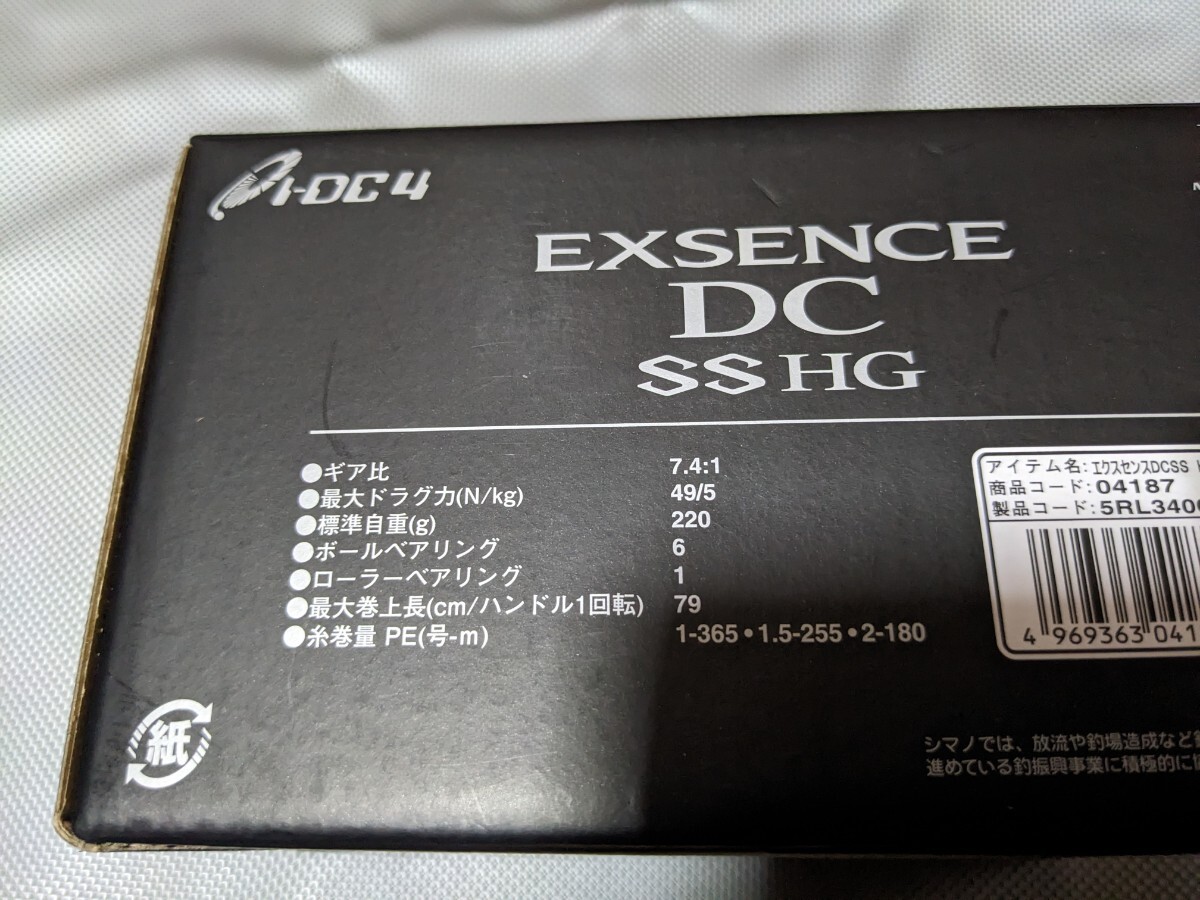 I-DC4
EXSENCE
DC
SS HG
●ギア比 7.4:1
●最大ドラグ力(N/kg) 49/5
●標準自重(g) 220
●ボールベアリング 6
●ローラーベアリング 1
●最大巻上長(cm/ハンドル1回転) 79
●糸巻量 PE(号-m) 1-365・1.5-255・2-180
アイテム名:エクスセンスDCSS
商品コード:04187
製品コード:5RL340
4 969363 041
紙
シマノでは、放流や釣場造成など
進めている釣振興事業に積極的に